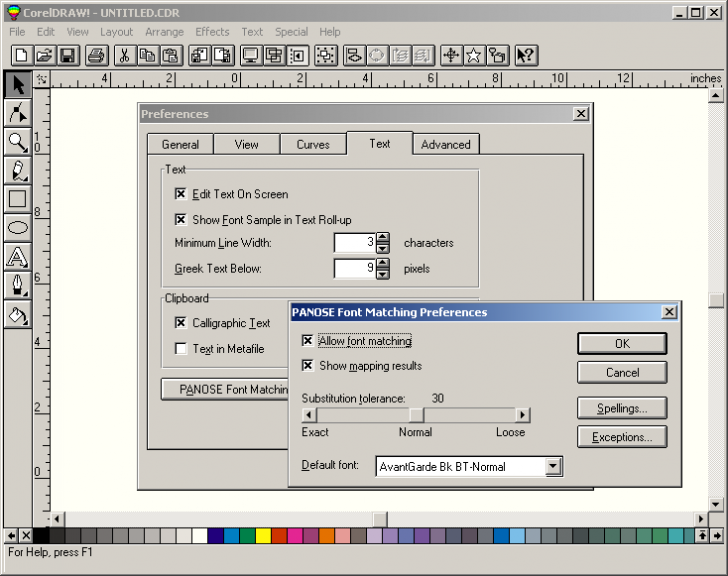 CorelDRAW! - UNTITLED.CDR
File Edit View Layout Arrange Effects Text Special Help
4 2 0 2 4 6 8 10 12 inches
Preferences
General View Curves Text Advanced
Text
Edit Text On Screen
Show Font Sample in Text Roll-up
Minimum Line Width: 3 characters
Greek Text Below: 9 pixels
Clipboard
Calligraphic Text
Text in Metafile
PANOSE Font Matchin
PANOSE Font Matching Preferences
Allow font matching
OK
Show mapping results
Cancel
Substitution tolerance: 30
Spellings...
Exact Normal Loose
Exceptions...
Default font: AvantGarde Bk BT-Normal
1
0
8
6
4
2
0
For Help, press F1